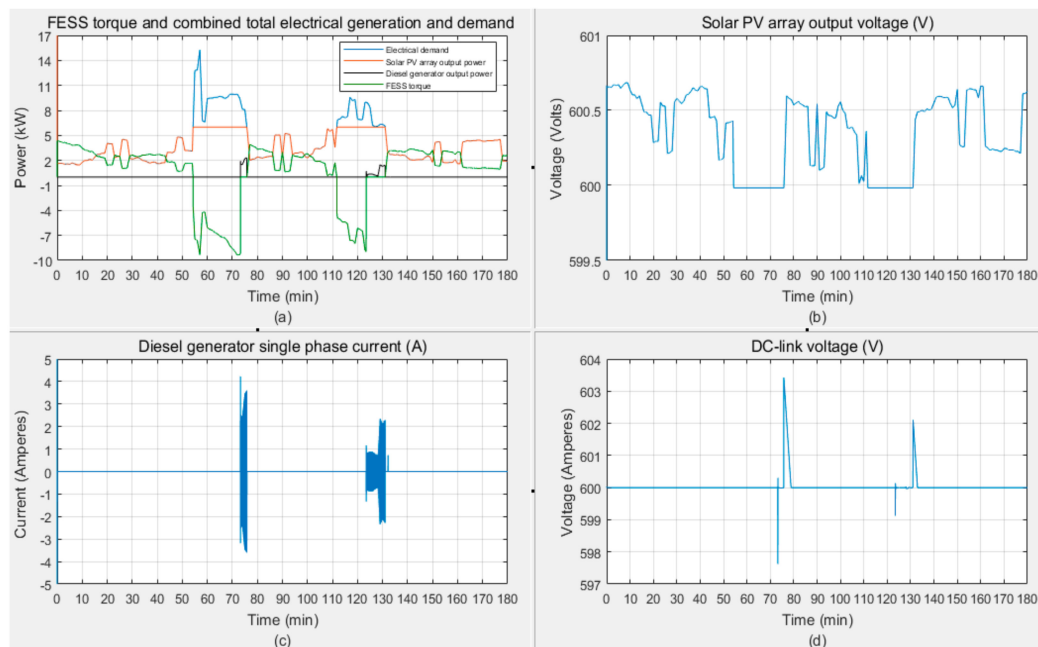 FESS torque and combined total electrical generation and demand
Power (kW)
17
14
11
8
5
2
-1
-4
-7
-10
Electrical demand
Solar PV array output power
Diesel generator output power
FESS torque
0 10 20 30 40 50 60 70 80 90 100 110 120 130 140 150 160 170 180
Time (min)
(a)
Solar PV array output voltage (V)
Voltage (Volts)
601
600.5
600
599.5
0 10 20 30 40 50 60 70 80 90 100 110 120 130 140 150 160 170 180
Time (min)
(b)
Diesel generator single phase current (A)
Current (Amperes)
5
4
3
2
1
0
-1
-2
-3
-4
-5
0 10 20 30 40 50 60 70 80 90 100 110 120 130 140 150 160 170 180
Time (min)
(c)
DC-link voltage (V)
Voltage (Amperes)
604
603
602
601
600
599
598
597
0 10 20 30 40 50 60 70 80 90 100 110 120 130 140 150 160 170 180
Time (min)
(d)